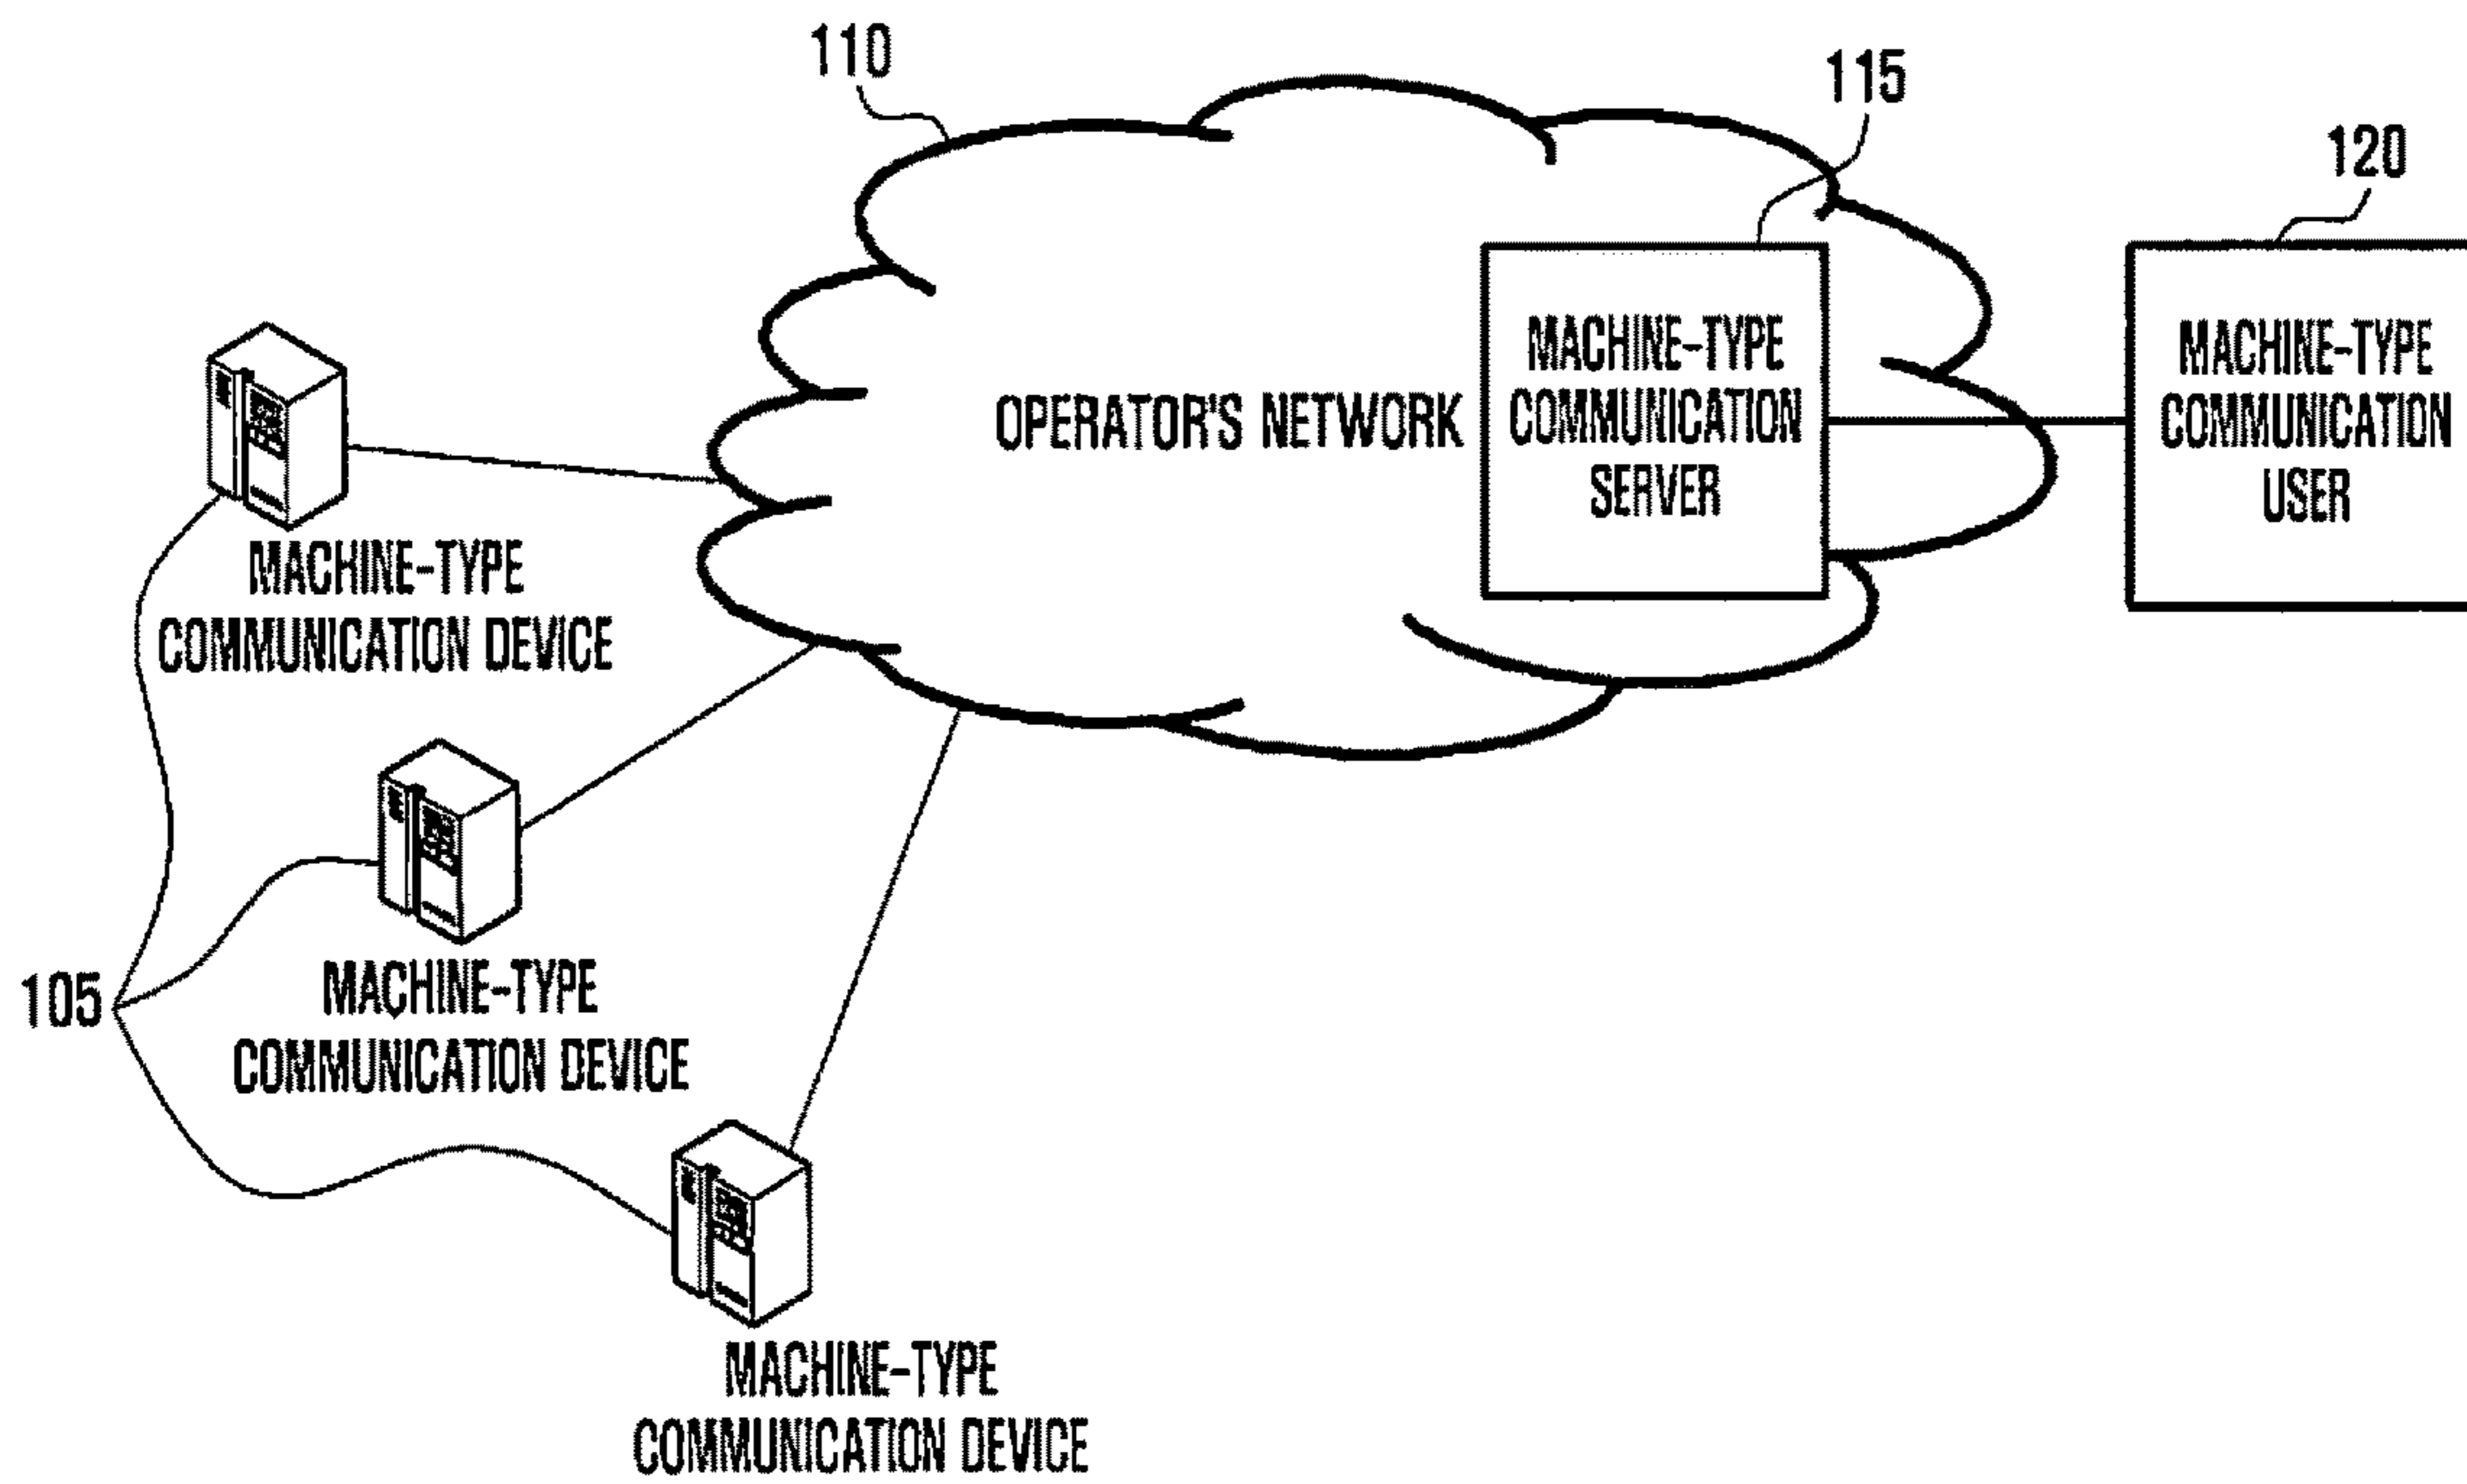 110
115
120
OPERATOR'S NETWORK
MACHINE-TYPE
COMMUNICATION
SERVER
MACHINE-TYPE
COMMUNICATION
USER
MACHINE-TYPE
COMMUNICATION DEVICE
105
MACHINE-TYPE
COMMUNICATION DEVICE
MACHINE-TYPE
COMMUNICATION DEVICE